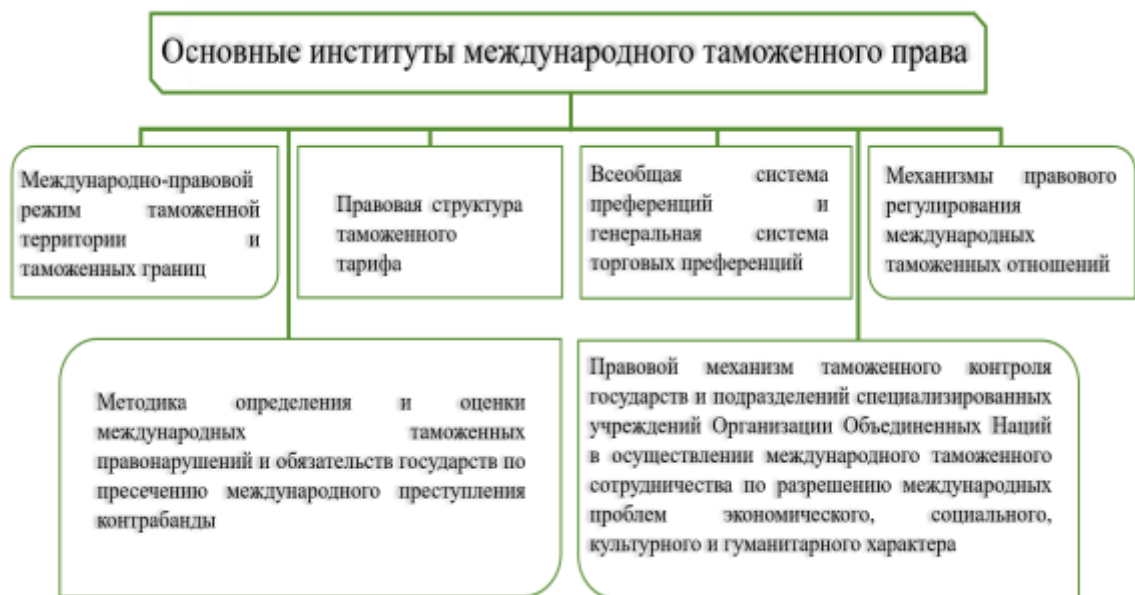 Основные институты международного таможенного права
Международно-правовой
режим таможенной
территории и
таможенных границ
Правовая структура
таможенного
тарифа
Всеобщая система
преференций и
генеральная система
торговых преференций
Механизмы правового
регулирования
международных
таможенных отношений
Методика определения и оценки
международных таможенных
правонарушений и обязательств государств по
пресечению международного преступления
контрабанды
Правовой механизм таможенного контроля
государств и подразделений специализированных
учреждений Организации Объединенных Наций
в осуществлении международного таможенного
сотрудничества по разрешению международных
проблем экономического, социального,
культурного и гуманитарного характера